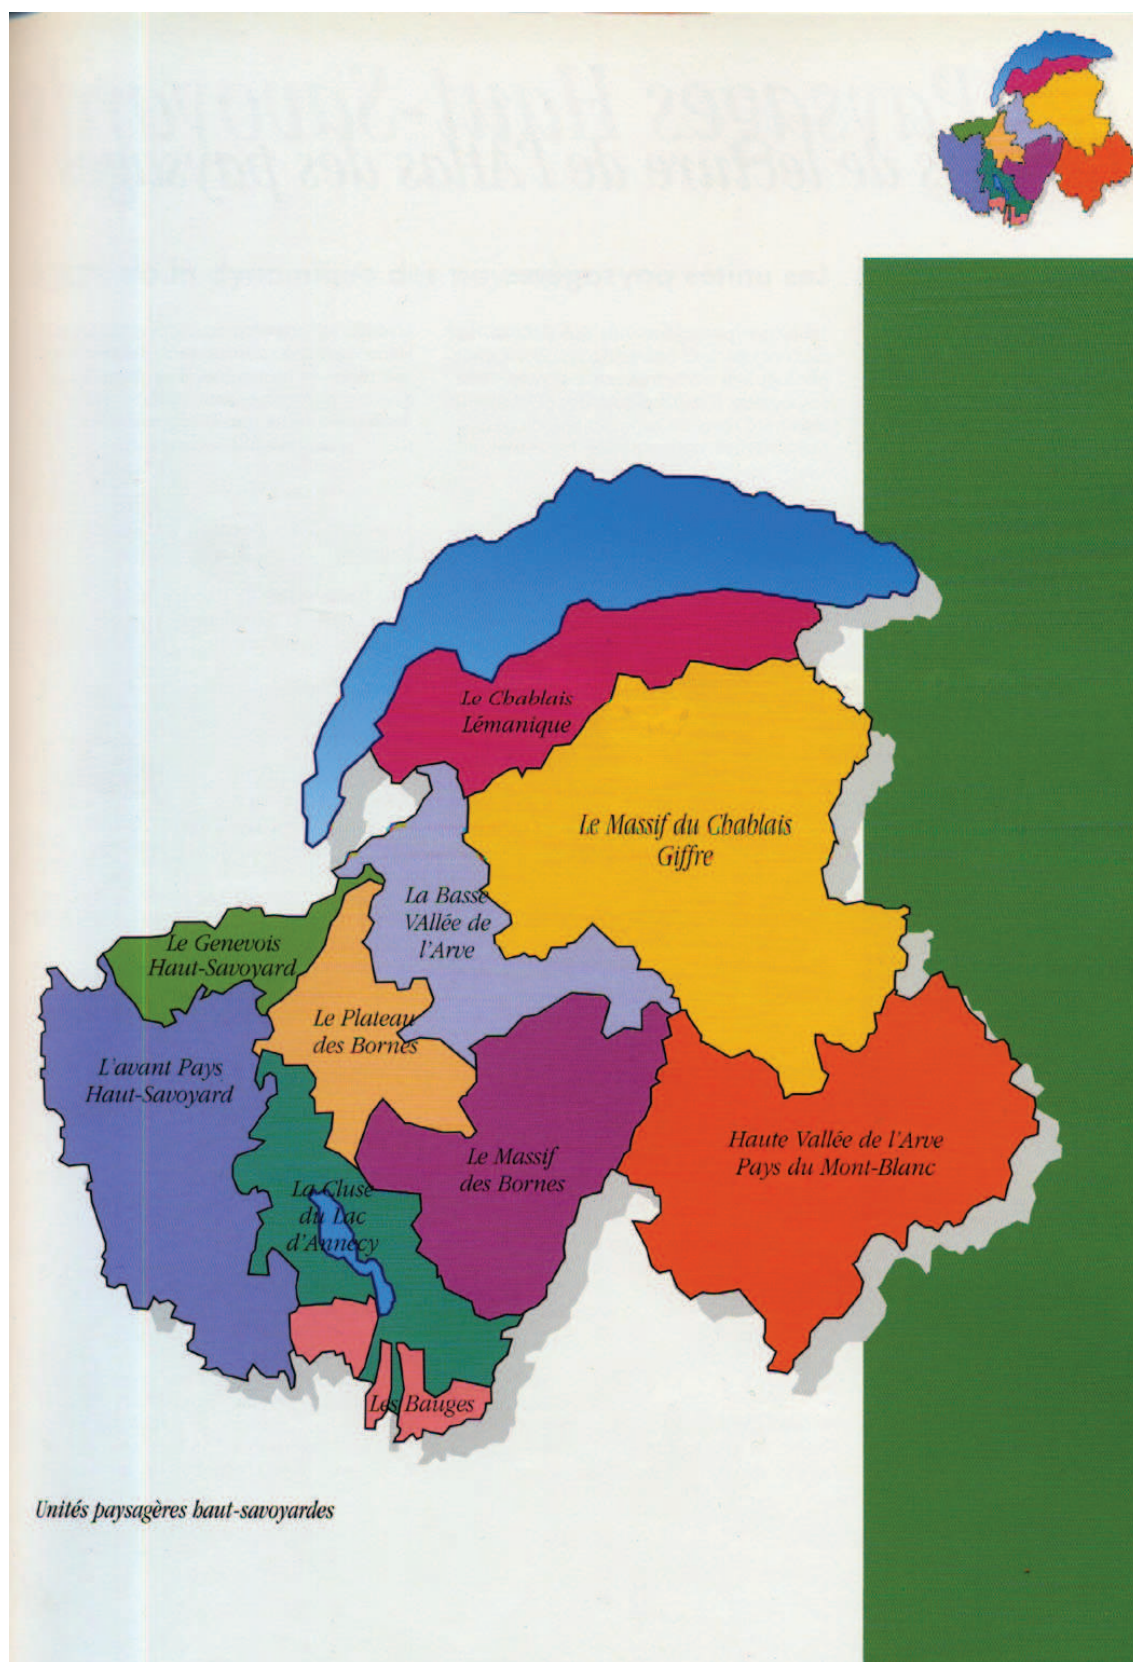 Le Chablais
Lémanique
Le Massif du Chablais
Giffre
La Basse
VAllée de
l'Arve
Le Genevois
Haut-Savoyard
Le Plateau
des Bornes
L'avant Pays
Haut-Savoyard
Haute Vallée de l'Arve
Pays du Mont-Blanc
Le Massif
des Bornes
La Cluse
du Lac
d'Annecy
Les Bauges
Unités paysagères haut-savoyardes